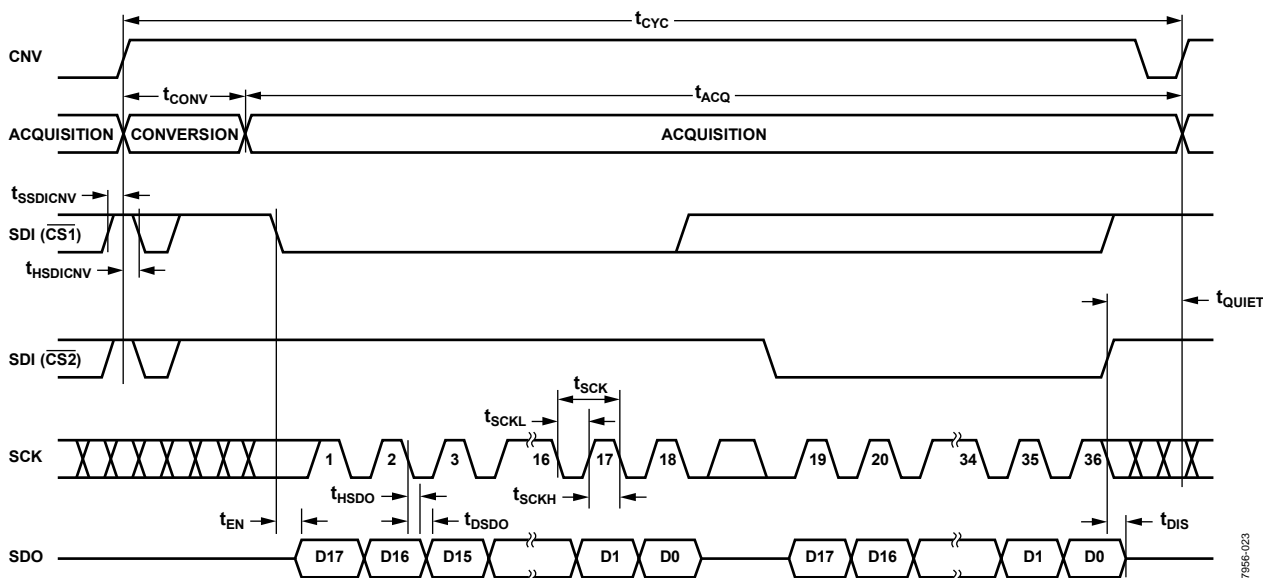 tCYC
CNV
tCONV
tACQ
ACQUISITION
CONVERSION
ACQUISITION
tSSDICNV
SDI (CS1)
tHSDICNV
tQUIET
SDI (CS2)
tSCK
tSCKL
SCK
1
2
3
16
17
18
19
20
34
35
36
tHSDO
tSCKH
tEN
tDSDO
tDIS
SDO
D17
D16
D15
D1
D0
D17
D16
D1
D0
7956-023